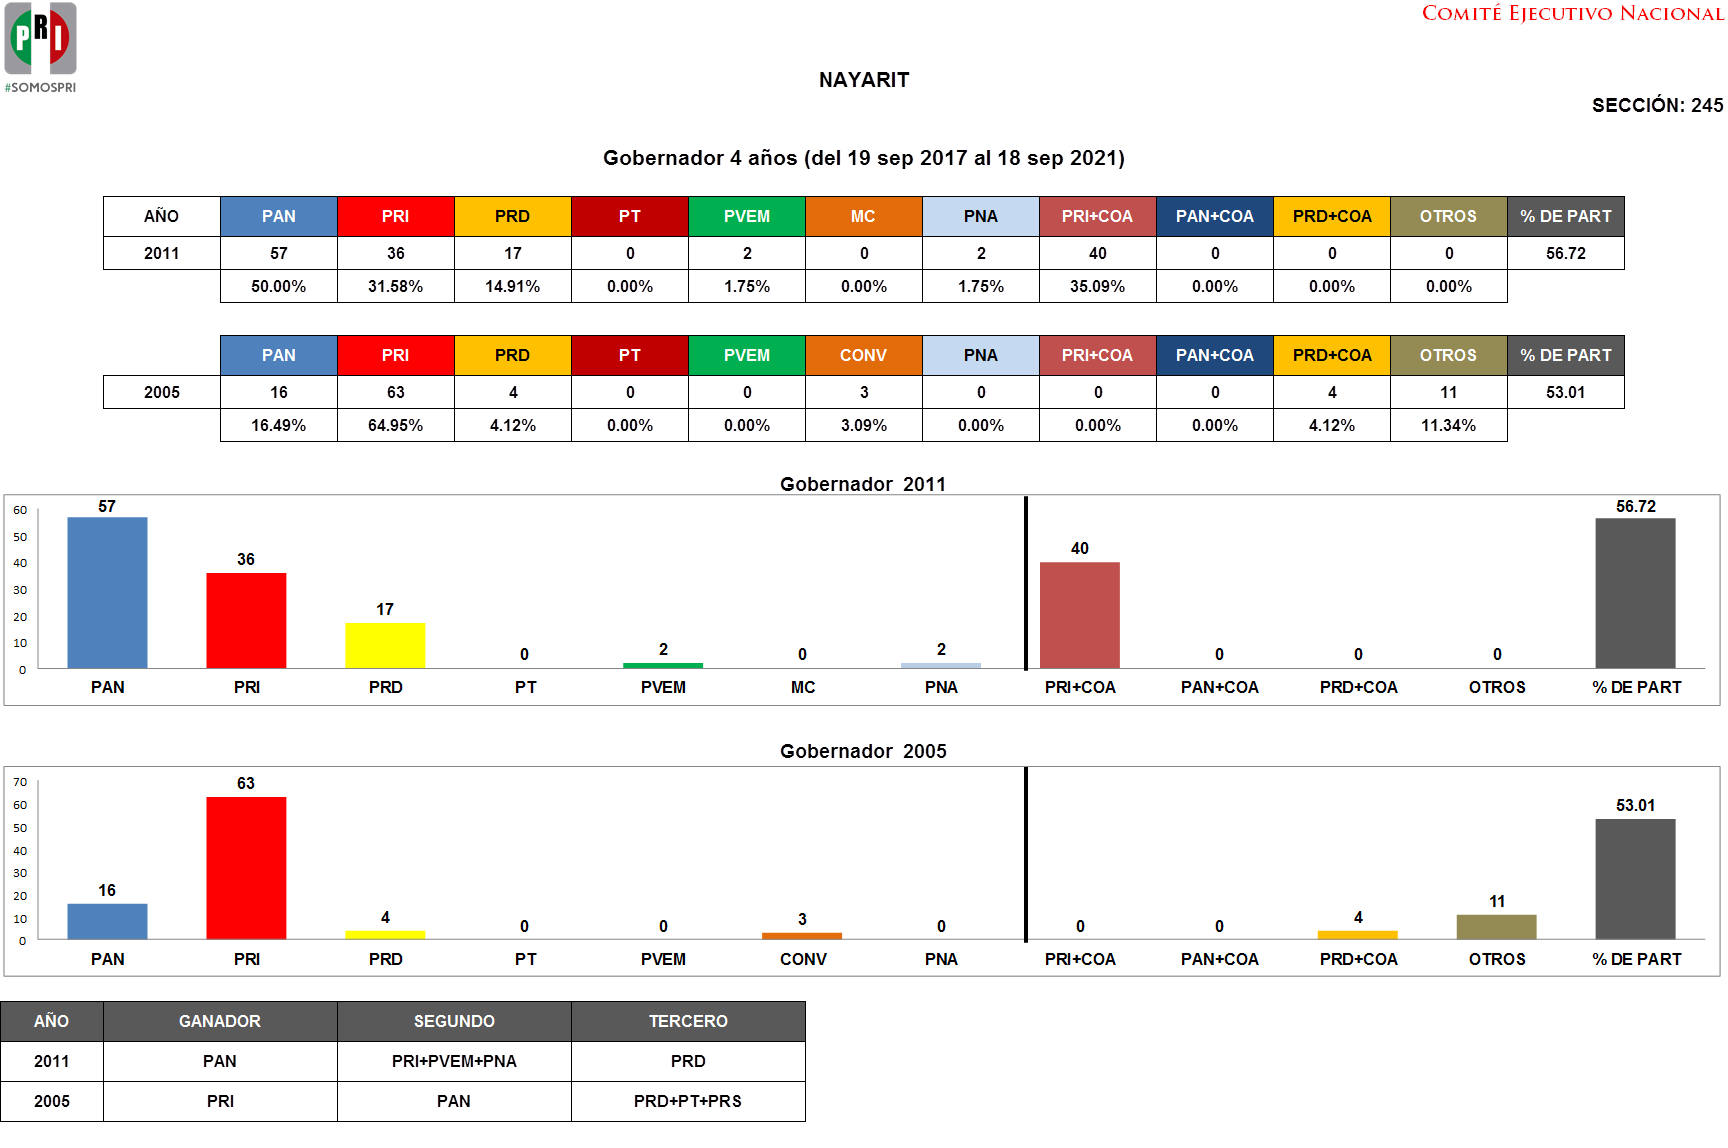 PRI
#SOMOSPRI
COMITÉ EJECUTIVO NACIONAL
NAYARIT
SECCIÓN: 245
Gobernador 4 años (del 19 sep 2017 al 18 sep 2021)
AÑO PAN PRI PRD PT PVEM MC PNA PRI+COA PAN+COA PRD+COA OTROS % DE PART
2011 57 36 17 0 2 0 2 40 0 0 0 56.72
50.00% 31.58% 14.91% 0.00% 1.75% 0.00% 1.75% 35.09% 0.00% 0.00% 0.00%
PAN PRI PRD PT PVEM CONV PNA PRI+COA PAN+COA PRD+COA OTROS % DE PART
2005 16 63 4 0 0 3 0 0 0 4 11 53.01
16.49% 64.95% 4.12% 0.00% 0.00% 3.09% 0.00% 0.00% 0.00% 4.12% 11.34%
Gobernador 2011
60
50
40
30
20
10
0
57 36 17 0 2 0 2 40 0 0 0 56.72
PAN PRI PRD PT PVEM MC PNA PRI+COA PAN+COA PRD+COA OTROS % DE PART
Gobernador 2005
70
60
50
40
30
20
10
0
16 63 4 0 0 3 0 0 0 4 11 53.01
PAN PRI PRD PT PVEM CONV PNA PRI+COA PAN+COA PRD+COA OTROS % DE PART
AÑO GANADOR SEGUNDO TERCERO
2011 PAN PRI+PVEM+PNA PRD
2005 PRI PAN PRD+PT+PRS